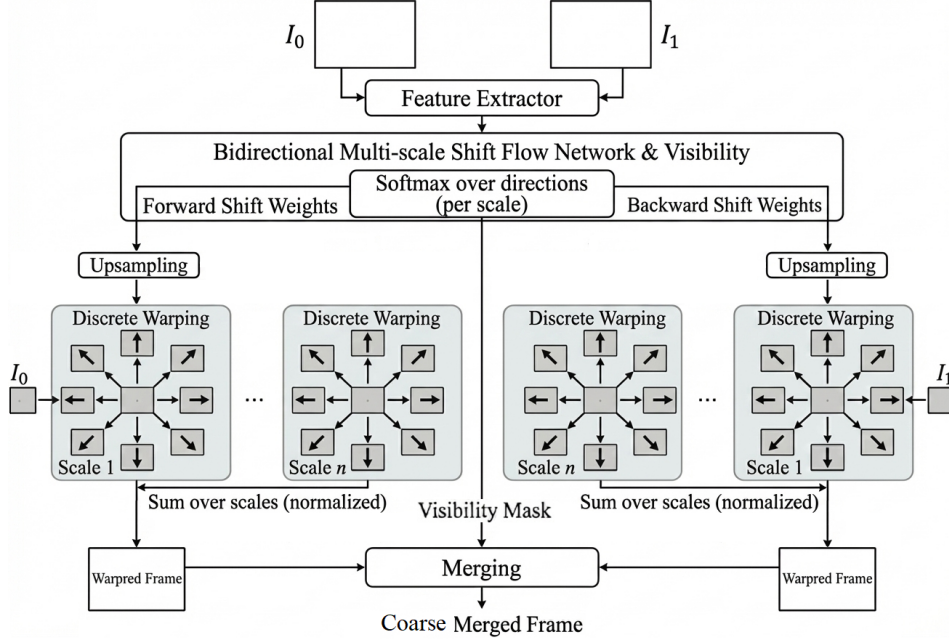 I₀
I₁
Feature Extractor
Bidirectional Multi-scale Shift Flow Network & Visibility
Softmax over directions
(per scale)
Forward Shift Weights
Backward Shift Weights
Upsampling
Upsampling
Discrete Warping
Discrete Warping
Discrete Warping
Discrete Warping
I₀
...
...
I₁
Scale 1
Scale n
Scale n
Scale 1
Sum over scales (normalized)
Visibility Mask
Sum over scales (normalized)
Warpred Frame
Merging
Warpred Frame
Coarse Merged Frame